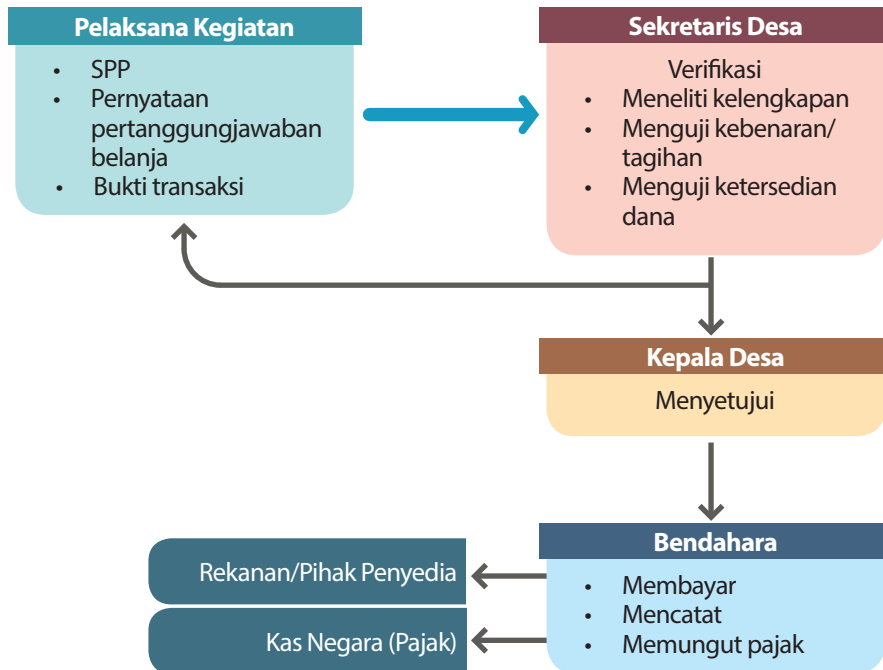 Pelaksana Kegiatan
• SPP
• Pernyataan
pertanggungjawaban
belanja
• Bukti transaksi
Sekretaris Desa
Verifikasi
• Meneliti kelengkapan
• Menguji kebenaran/
tagihan
• Menguji ketersedian
dana
Kepala Desa
Menyetujui
Bendahara
• Membayar
• Mencatat
• Memungut pajak
Rekanan/Pihak Penyedia
Kas Negara (Pajak)